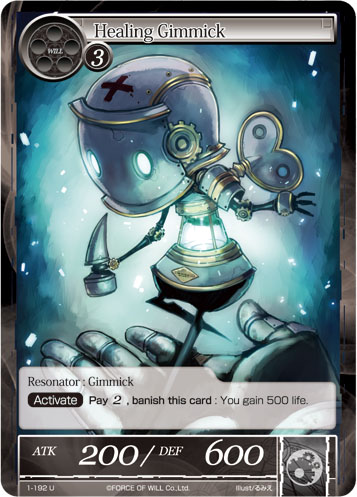 Healing Gimmick
WILL
3
Resonator : Gimmick
Activate Pay 2 , banish this card : You gain 500 life.
ATK 200 / DEF 600
1-192 U ©FORCE OF WILL Co.,Ltd. Illust/るみえ